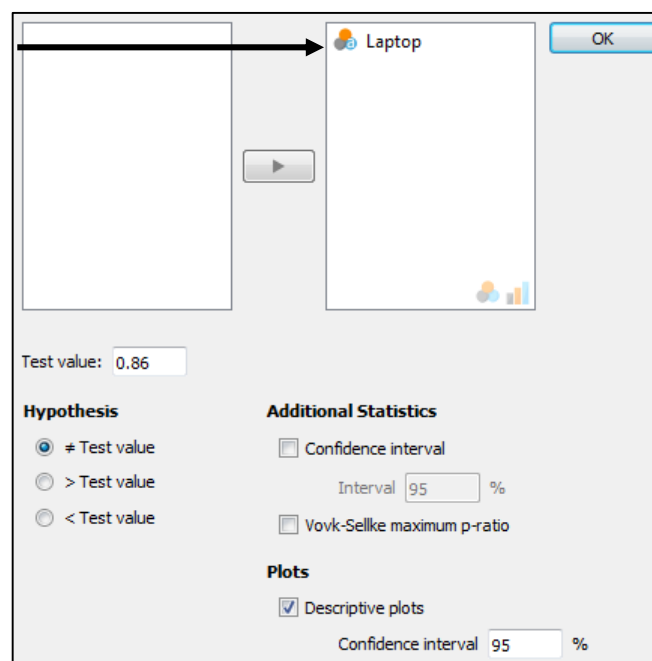 Laptop
OK
Test value: 0.86
Hypothesis
≠ Test value
> Test value
< Test value
Additional Statistics
Confidence interval
Interval 95 %
Vovk-Sellke maximum p-ratio
Plots
Descriptive plots
Confidence interval 95 %